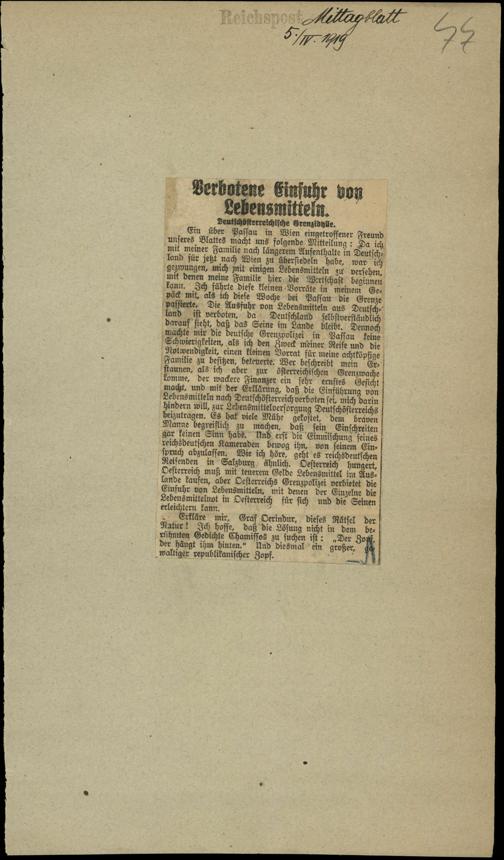 Reichspost Mittagblatt
5./IV. 1919
44
Verbotene Einfuhr von
Lebensmitteln.
Deutschösterreichische Grenzidylle.
Ein über Passau in Wien eingetroffener Freund
unseres Blattes macht uns folgende Mitteilung: Da ich
mit meiner Familie nach längerem Aufenthalte in Deutsch-
land für jetzt nach Wien zu übersiedeln habe, war ich
gezwungen, mich mit einigen Lebensmitteln zu versehen,
mit denen meine Familie hier die Wirtschaft beginnen
kann. Ich führte diese kleinen Vorräte in meinem Ge-
päck mit, als ich diese Woche bei Passau die Grenze
passierte. Die Ausfuhr von Lebensmitteln aus Deutsch-
land ist verboten, da Deutschland selbstverständlich
darauf sieht, daß das Seine im Lande bleibt. Dennoch
machte mir die deutsche Grenzpolizei in Passau keine
Schwierigkeiten, als ich den Zweck meiner Reise und die
Notwendigkeit, einen kleinen Vorrat für meine achtköpfige
Familie zu besitzen, beteuerte. Wer beschreibt mein Er-
staunen, als ich aber zur österreichischen Grenzwache
komme, der wackere Finanzer ein sehr ernstes Gesicht
macht, und mit der Erklärung, daß die Einführung von
Lebensmitteln nach Deutschösterreich verboten sei, mich darin
hindern will, zur Lebensmittelversorgung Deutschösterreichs
beizutragen. Es hat viele Mühe gekostet, dem braven
Manne begreiflich zu machen, daß sein Einschreiten
gar keinen Sinn habe. Und erst die Einmischung seines
reichsdeutschen Kameraden bewog ihn, von seinem Ein-
spruch abzulassen. Wie ich höre, geht es reichsdeutschen
Reisenden in Salzburg ähnlich. Oesterreich hungert,
Oesterreich muß mit teuerem Gelde Lebensmittel im Aus-
lande kaufen, aber Oesterreichs Grenzpolizei verbietet die
Einfuhr von Lebensmitteln, mit denen der Einzelne die
Lebensmittelnot in Oesterreich für sich und die Seinen
erleichtern kann.
Erkläre mir, Graf Oerindur, dieses Rätsel der
Natur! Ich hoffe, daß die Lösung nicht in dem be-
rühmten Gedichte Chamissos zu suchen ist: „Der Zopf,
der hängt ihm hinten.“ Und diesmal ein großer, ge-
waltiger republikanischer Zopf.